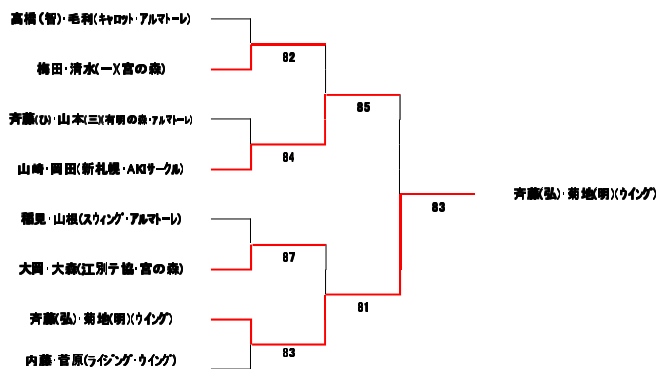 高橋(智)・毛利(キャロット・アルマトーレ)
82
梅田・清水(一)(宮の森)
85
斉藤(ひ)・山本(三)(有明の森・アルマトーレ)
84
山崎・岡田(新札幌・AKIサークル)
83
斉藤(弘)・菊地(明)(ウイング)
穏見・山根(スウィング・アルマトーレ)
87
大岡・大森(江別テ協・宮の森)
81
斉藤(弘)・菊地(明)(ウイング)
83
内藤・菅原(ライジング・ウイング)